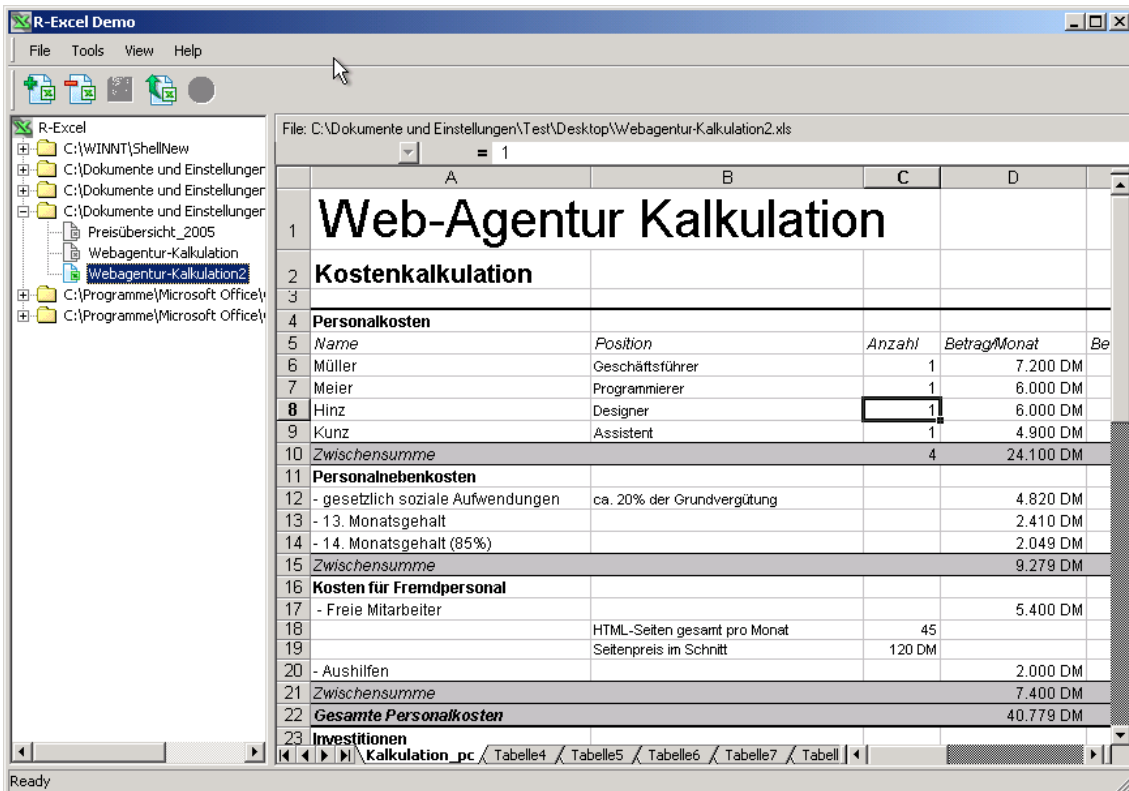 R-Excel Demo
File Tools View Help
R-Excel
C:\WINNT\ShellNew
C:\Dokumente und Einstellungen
C:\Dokumente und Einstellungen
C:\Dokumente und Einstellungen
Preisübersicht_2005
Webagentur-Kalkulation
Webagentur-Kalkulation2
C:\Programme\Microsoft Office\
C:\Programme\Microsoft Office\
File: C:\Dokumente und Einstellungen\Test\Desktop\Webagentur-Kalkulation2.xls
= 1
A B C D
1 Web-Agentur Kalkulation
2 Kostenkalkulation
3
4 Personalkosten
5 Name Position Anzahl Betrag/Monat Be
6 Müller Geschäftsführer 1 7.200 DM
7 Meier Programmierer 1 6.000 DM
8 Hinz Designer 1 6.000 DM
9 Kunz Assistent 1 4.900 DM
10 Zwischensumme 4 24.100 DM
11 Personalnebenkosten
12 - gesetzlich soziale Aufwendungen ca. 20% der Grundvergütung 4.820 DM
13 - 13. Monatsgehalt 2.410 DM
14 - 14. Monatsgehalt (85%) 2.049 DM
15 Zwischensumme 9.279 DM
16 Kosten für Fremdpersonal
17 - Freie Mitarbeiter 5.400 DM
18 HTML-Seiten gesamt pro Monat 45
19 Seitenpreis im Schnitt 120 DM
20 - Aushilfen 2.000 DM
21 Zwischensumme 7.400 DM
22 Gesamte Personalkosten 40.779 DM
23 Investitionen
Kalkulation_pc Tabelle4 Tabelle5 Tabelle6 Tabelle7 Tabell
Ready